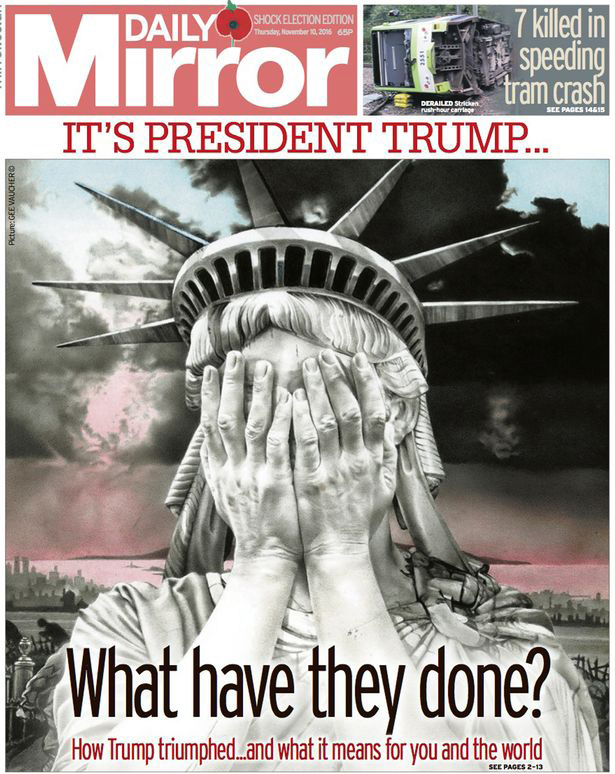 DAILY
Mirror
SHOCK ELECTION EDITION
Thursday, November 10, 2016 65P
7 killed in
speeding
tram crash
SEE PAGES 14&15
2551
DERAILED Stricken
rush-hour carriage
IT'S PRESIDENT TRUMP...
Picture: GEE VAUCHER ©
What have they done?
How Trump triumphed...and what it means for you and the world
SEE PAGES 2-13